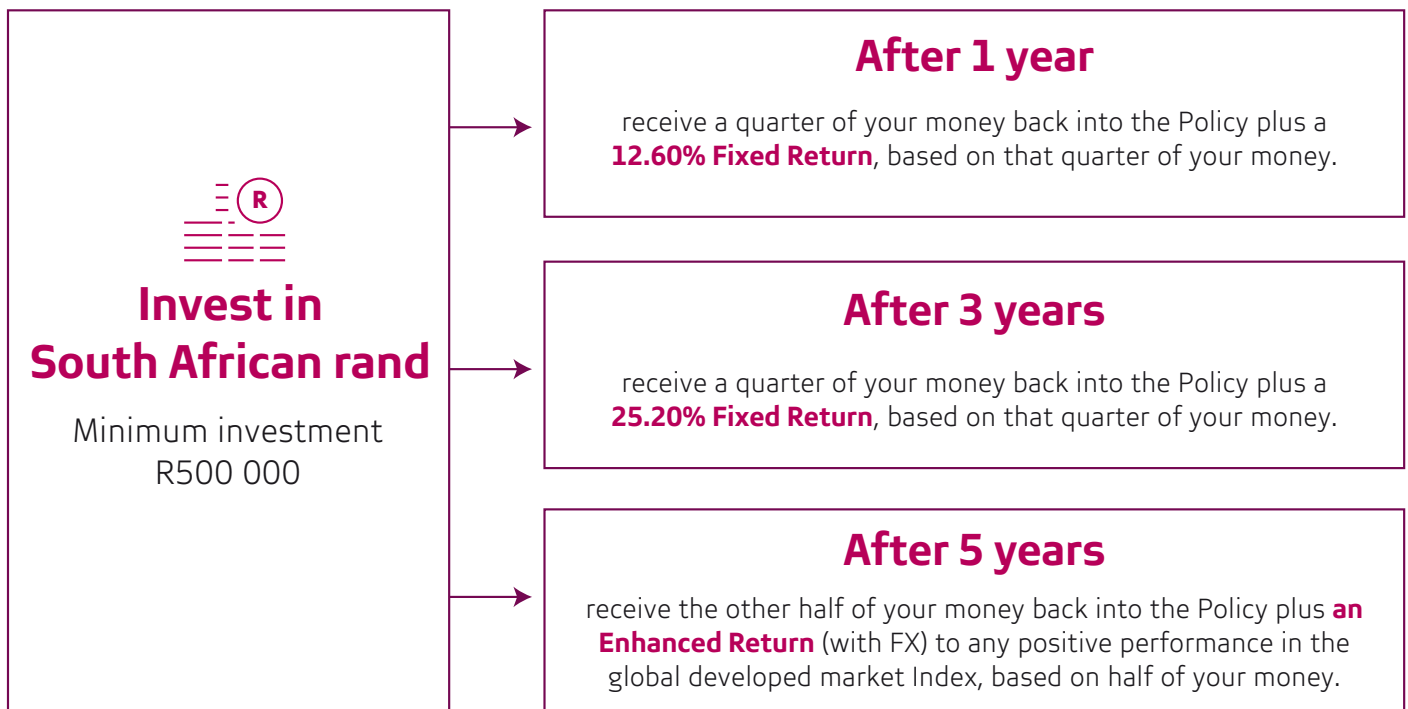 R
Invest in
South African rand
Minimum investment
R500 000
After 1 year
receive a quarter of your money back into the Policy plus a
12.60% Fixed Return, based on that quarter of your money.
After 3 years
receive a quarter of your money back into the Policy plus a
25.20% Fixed Return, based on that quarter of your money.
After 5 years
receive the other half of your money back into the Policy plus an
Enhanced Return (with FX) to any positive performance in the
global developed market Index, based on half of your money.